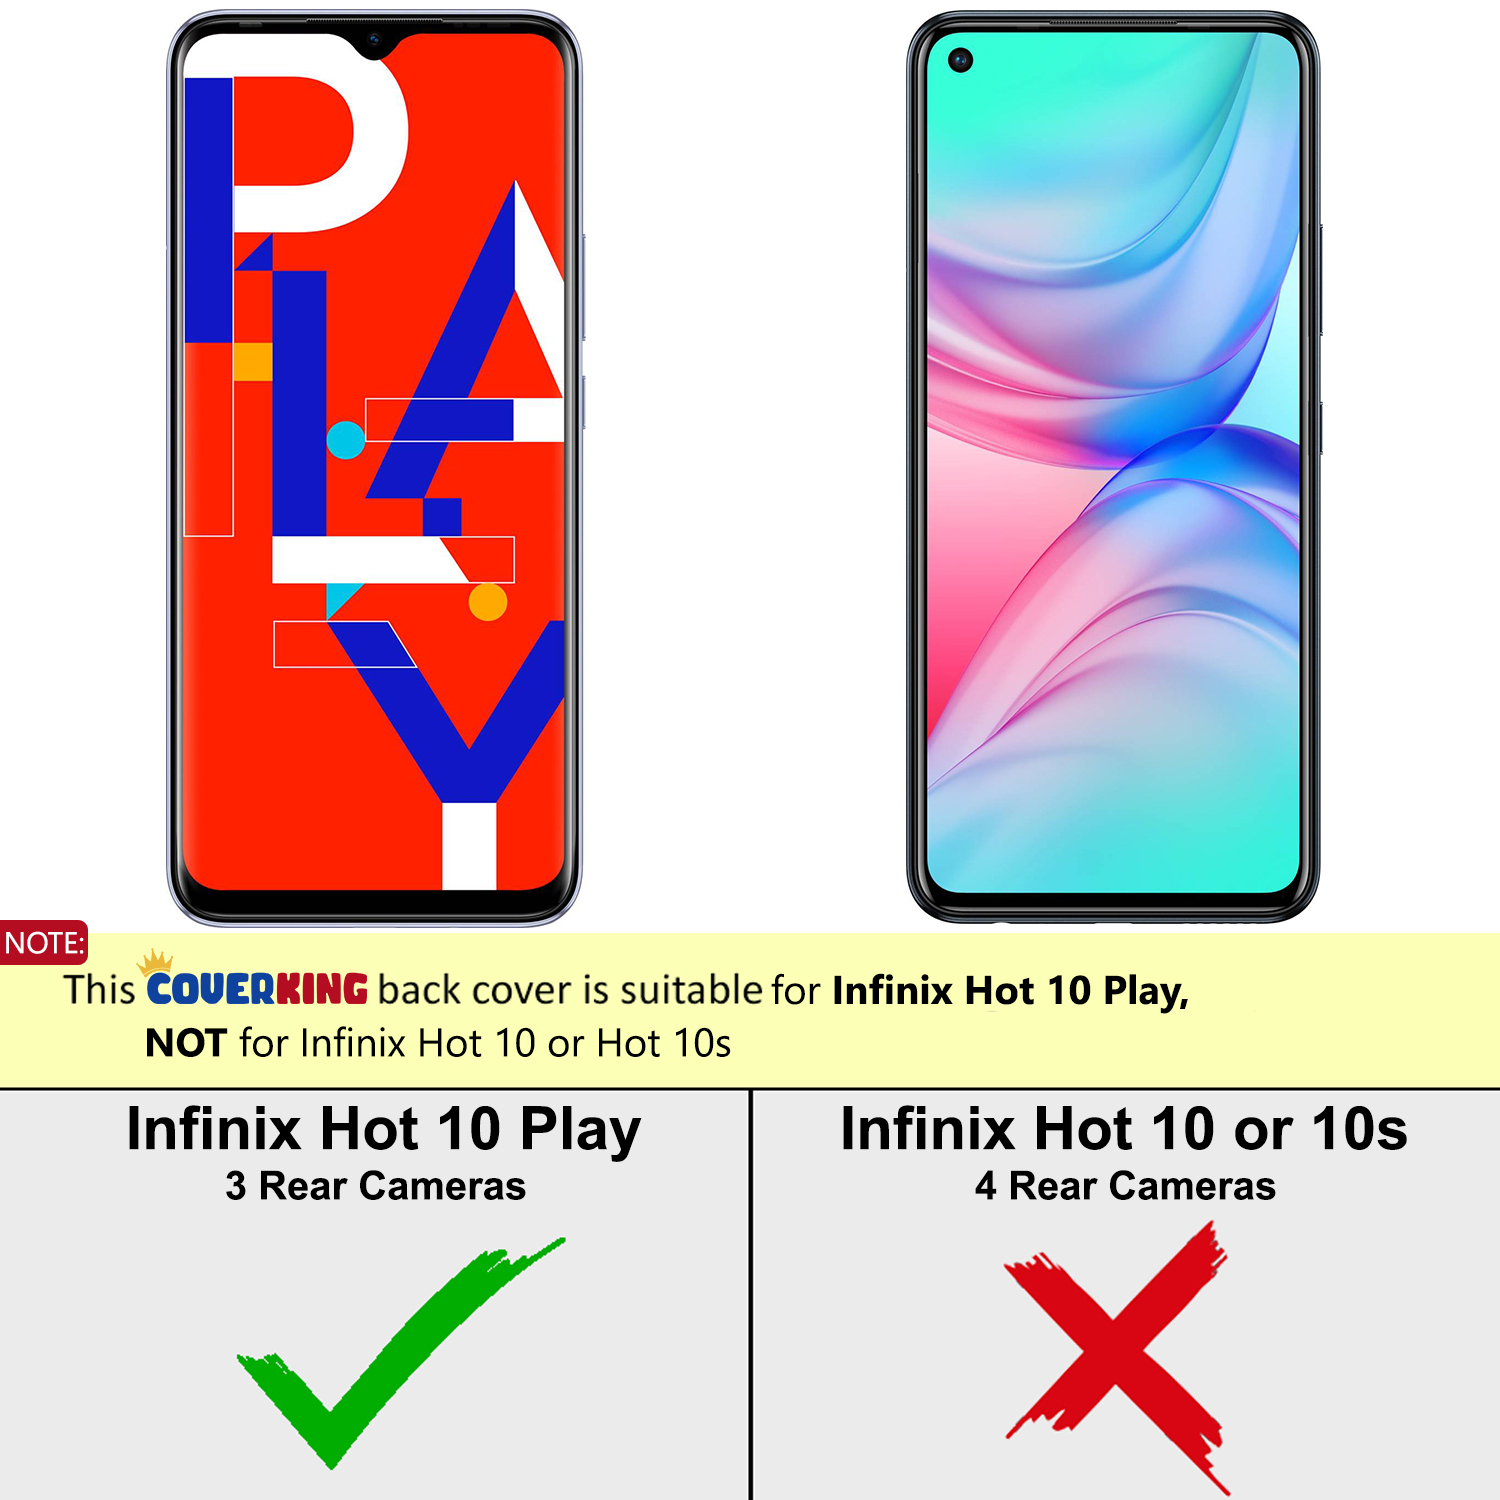 PLAY
NOTE:
This COVERKING back cover is suitable for Infinix Hot 10 Play,
NOT for Infinix Hot 10 or Hot 10s
Infinix Hot 10 Play
3 Rear Cameras
Infinix Hot 10 or 10s
4 Rear Cameras